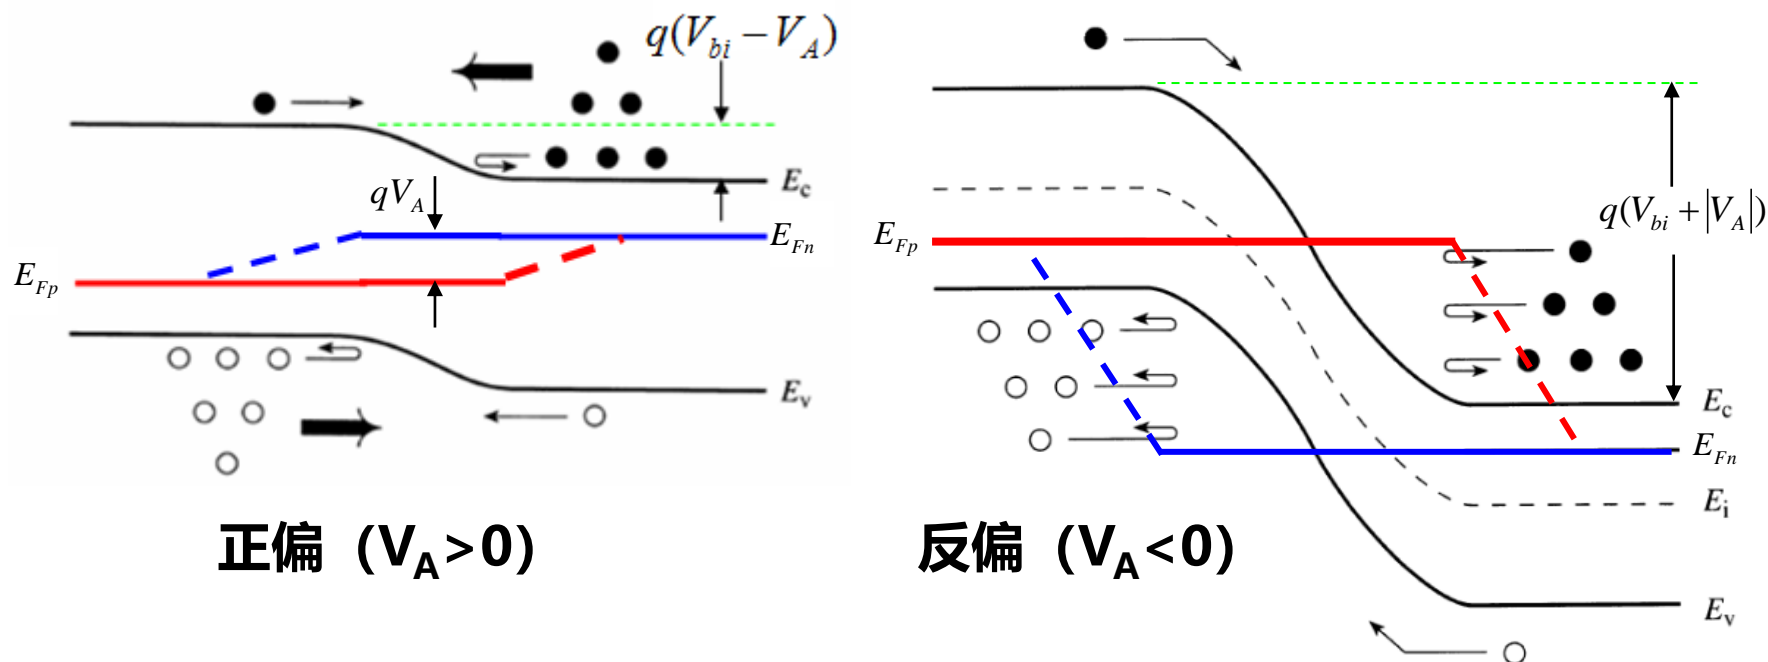 q(V_bi − V_A)
E_c
qV_A
E_Fn
E_Fp
E_v
正偏（V_A>0）
q(V_bi + |V_A|)
E_Fp
E_c
E_Fn
E_i
E_v
反偏（V_A<0）